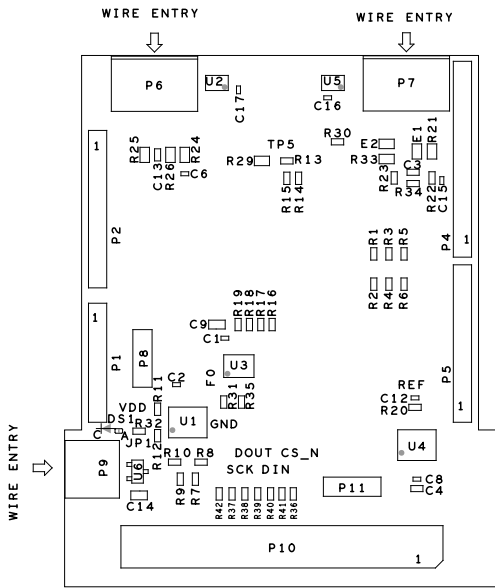 WIRE ENTRY
WIRE ENTRY
P6
U2
C17
U5
C16
P7
R25
C13
R26
R24
C6
TP5
R29
R13
R15
R14
R30
E2
R33
E1
R21
R23
C3
R34
R22
C15
1
P2
P4
1
R1
R3
R5
R2
R4
R6
R19
R18
R17
R16
C9
C1
1
P1
P8
U3
F0
R31
R35
C2
R11
REF
C12
R20
P5
VDD
DS1
C
A
R32
JP1
R12
U1
GND
U4
WIRE ENTRY
P9
U6
C14
R10
R8
R9
R7
DOUT CS_N
SCK DIN
C8
C4
P11
R42
R37
R38
R39
R40
R41
R36
P10
1